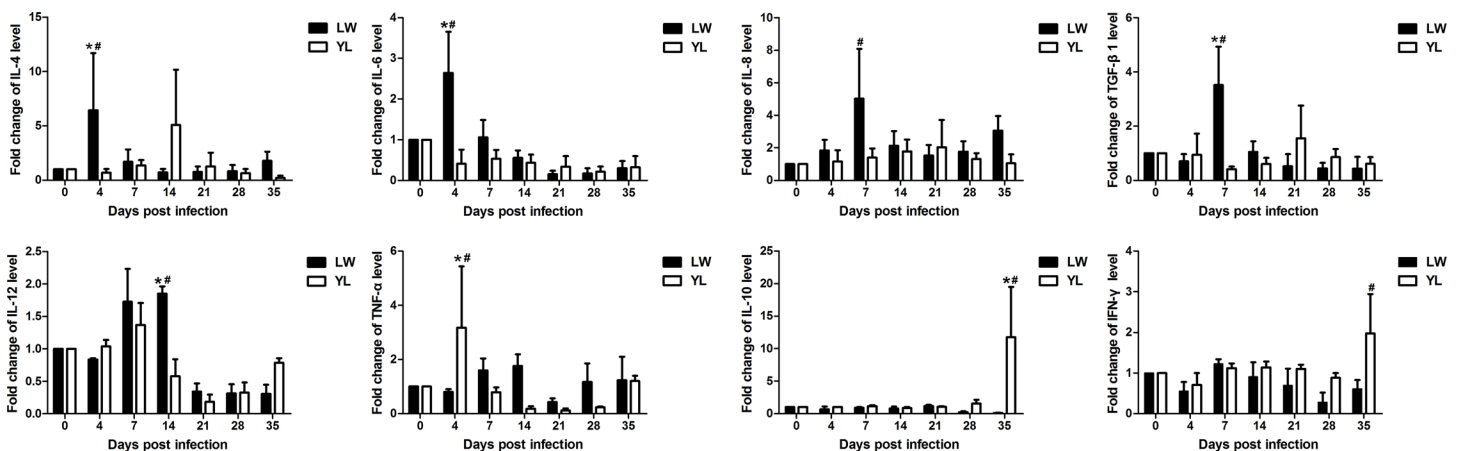 Fold change of IL-4 level
15
10
5
0
*#
LW
YL
0 4 7 14 21 28 35
Days post infection
Fold change of IL-6 level
6
4
3
2
1
0
*#
LW
YL
0 4 7 14 21 28 35
Days post infection
Fold change of IL-8 level
10
8
6
4
2
0
#
LW
YL
0 4 7 14 21 28 35
Days post infection
Fold change of TGF-β 1 level
6
4
2
0
*#
LW
YL
0 4 7 14 21 28 35
Days post infection
Fold change of IL-12 level
2.5
2.0
1.5
1.0
0.5
0.0
*#
LW
YL
0 4 7 14 21 28 35
Days post infection
Fold change of TNF-α level
6
4
2
0
*#
LW
YL
0 4 7 14 21 28 35
Days post infection
Fold change of IL-10 level
25
20
15
10
5
0
*#
LW
YL
0 4 7 14 21 28 35
Days post infection
Fold change of IFN-γ level
4
3
2
1
0
#
LW
YL
0 4 7 14 21 28 35
Days post infection